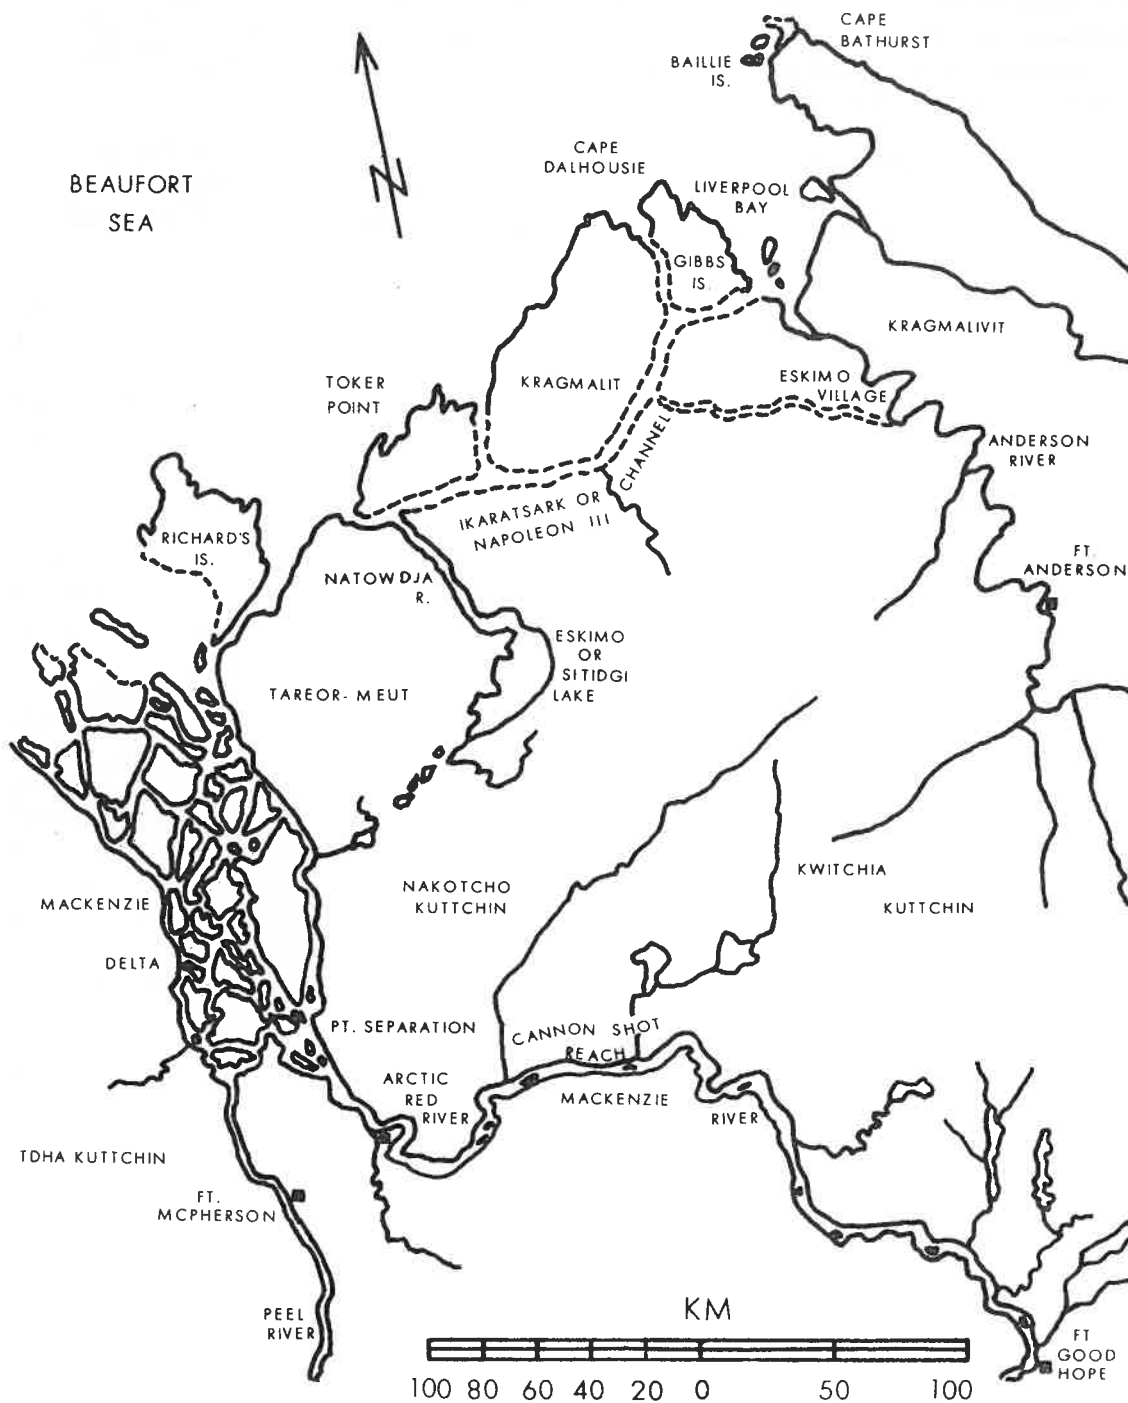 CAPE
BATHURST
BAILLIE
IS.
CAPE
DALHOUSIE
BEAUFORT
SEA
LIVERPOOL
BAY
GIBBS
IS.
KRAGMALIVIT
TOKER
POINT
KRAGMALIT
ESKIMO
VILLAGE
CHANNEL
ANDERSON
RIVER
IKARATSARK OR
NAPOLEON III
RICHARD'S
IS.
NATOWDJA
R.
FT.
ANDERSON
ESKIMO
OR
SITIDGI
LAKE
TAREOR-MEUT
KWITCHIA
KUTTCHIN
NAKOTCHO
KUTTCHIN
MACKENZIE
DELTA
PT. SEPARATION
CANNON SHOT
REACH
ARCTIC
RED
RIVER
MACKENZIE
RIVER
TDHA KUTTCHIN
FT.
MCPHERSON
PEEL
RIVER
KM
FT
GOOD
HOPE
100 80 60 40 20 0 50 100